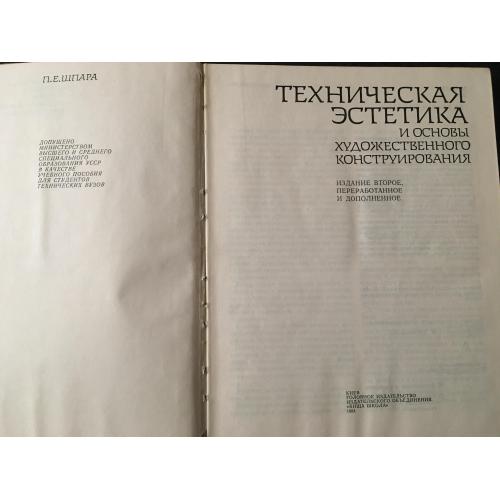 П.Е.ШПАРА
ДОПУЩЕНО
МИНИСТЕРСТВОМ
ВЫСШЕГО И СРЕДНЕГО
СПЕЦИАЛЬНОГО
ОБРАЗОВАНИЯ УССР
В КАЧЕСТВЕ
УЧЕБНОГО ПОСОБИЯ
ДЛЯ СТУДЕНТОВ
ТЕХНИЧЕСКИХ ВУЗОВ
ТЕХНИЧЕСКАЯ
ЭСТЕТИКА
И ОСНОВЫ
ХУДОЖЕСТВЕННОГО
КОНСТРУИРОВАНИЯ
ИЗДАНИЕ ВТОРОЕ,
ПЕРЕРАБОТАННОЕ
И ДОПОЛНЕННОЕ
КИЕВ
ГОЛОВНОЕ ИЗДАТЕЛЬСТВО
ИЗДАТЕЛЬСКОГО ОБЪЕДИНЕНИЯ
«ВИЩА ШКОЛА»